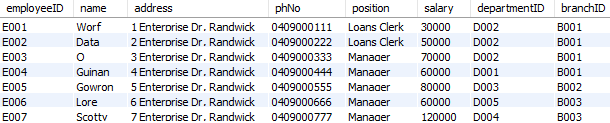 employeeID name address phNo position salary departmentID branchID
E001 Worf 1 Enterprise Dr. Randwick 0409000111 Loans Clerk 30000 D002 B001
E002 Data 2 Enterprise Dr. Randwick 0409000222 Loans Clerk 50000 D002 B001
E003 O 3 Enterprise Dr. Randwick 0409000333 Manager 70000 D002 B001
E004 Guinan 4 Enterprise Dr. Randwick 0409000444 Manager 60000 D001 B001
E005 Gowron 5 Enterprise Dr. Randwick 0409000555 Manager 80000 D003 B002
E006 Lore 6 Enterprise Dr. Randwick 0409000666 Manager 60000 D005 B003
E007 Scotty 7 Enterprise Dr. Randwick 0409000777 Manager 120000 D004 B003